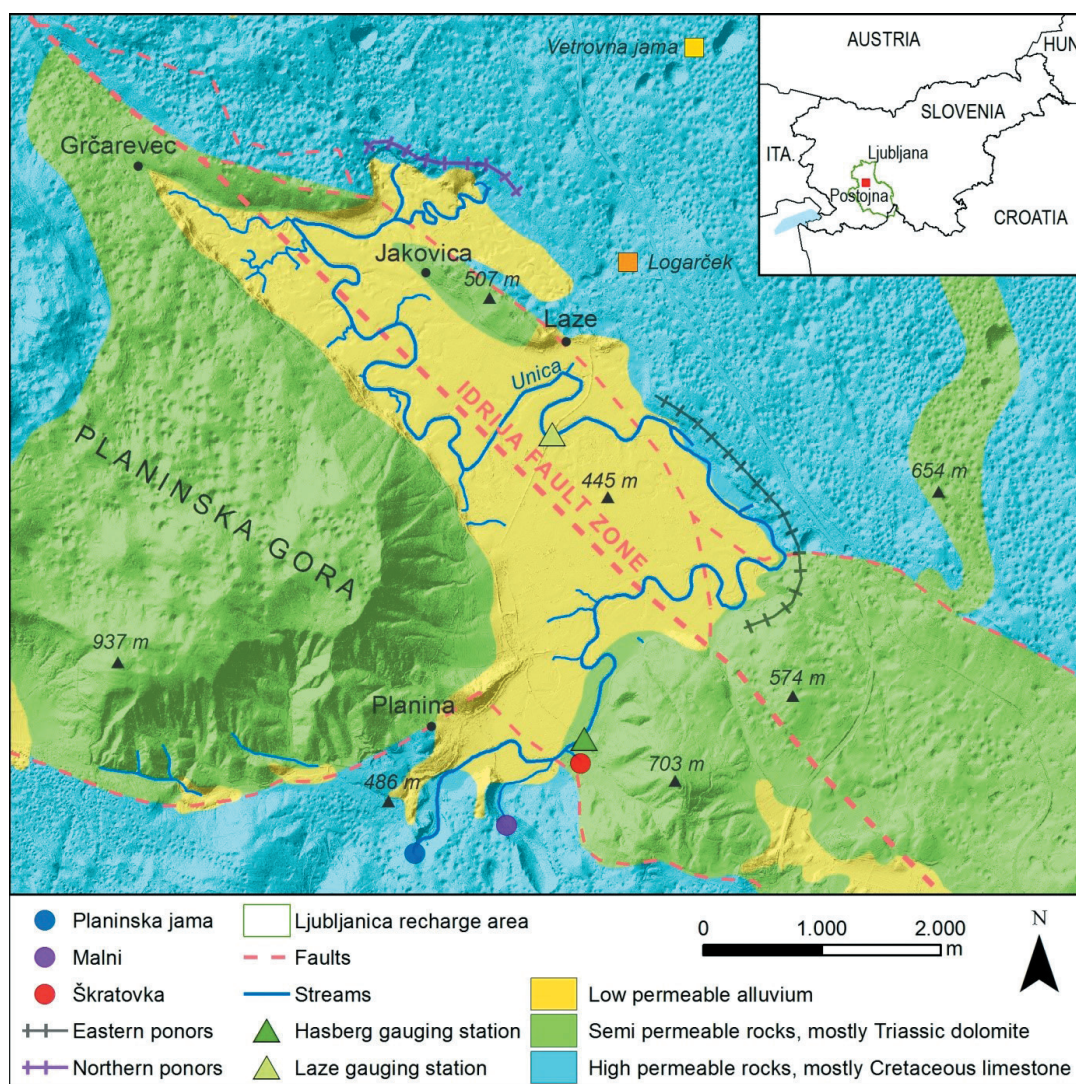 Vetrovna jama
AUSTRIA
HUN
SLOVENIA
ITA.
Ljubljana
Postojna
CROATIA
Grčarevec
Jakovica
507 m
Logarček
Laze
Unica
IDRIJA FAULT ZONE
445 m
654 m
PLANINSKA GORA
937 m
574 m
Planina
703 m
486 m
Planinska jama
Malni
Škratovka
Eastern ponors
Northern ponors
Ljubljanica recharge area
Faults
Streams
Hasberg gauging station
Laze gauging station
0 1.000 2.000
m
N
Low permeable alluvium
Semi permeable rocks, mostly Triassic dolomite
High permeable rocks, mostly Cretaceous limestone